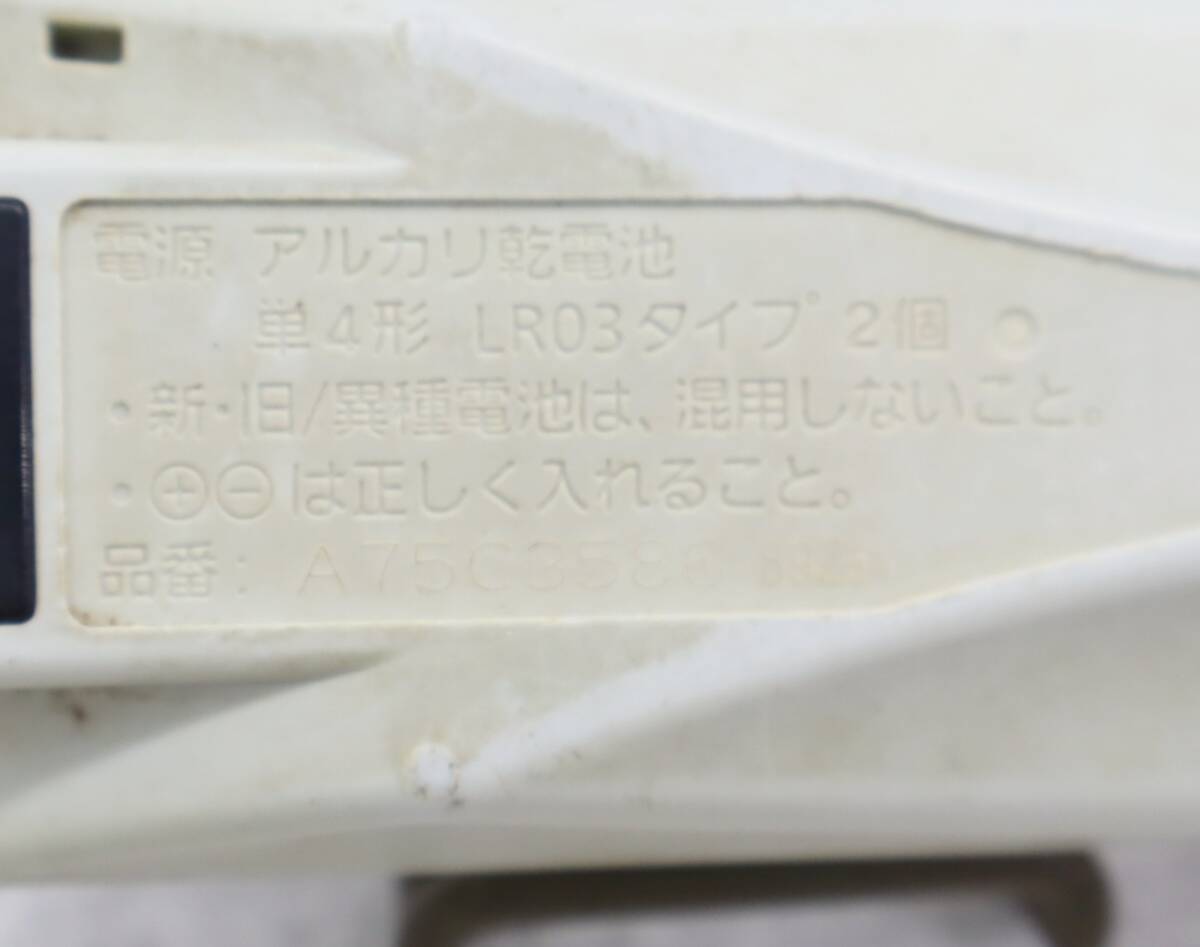 電源 アルカリ乾電池
単4形 LR03タイプ 2個
・新・旧/異種電池は、混用しないこと。
・⊕⊖は正しく入れること。
品番: